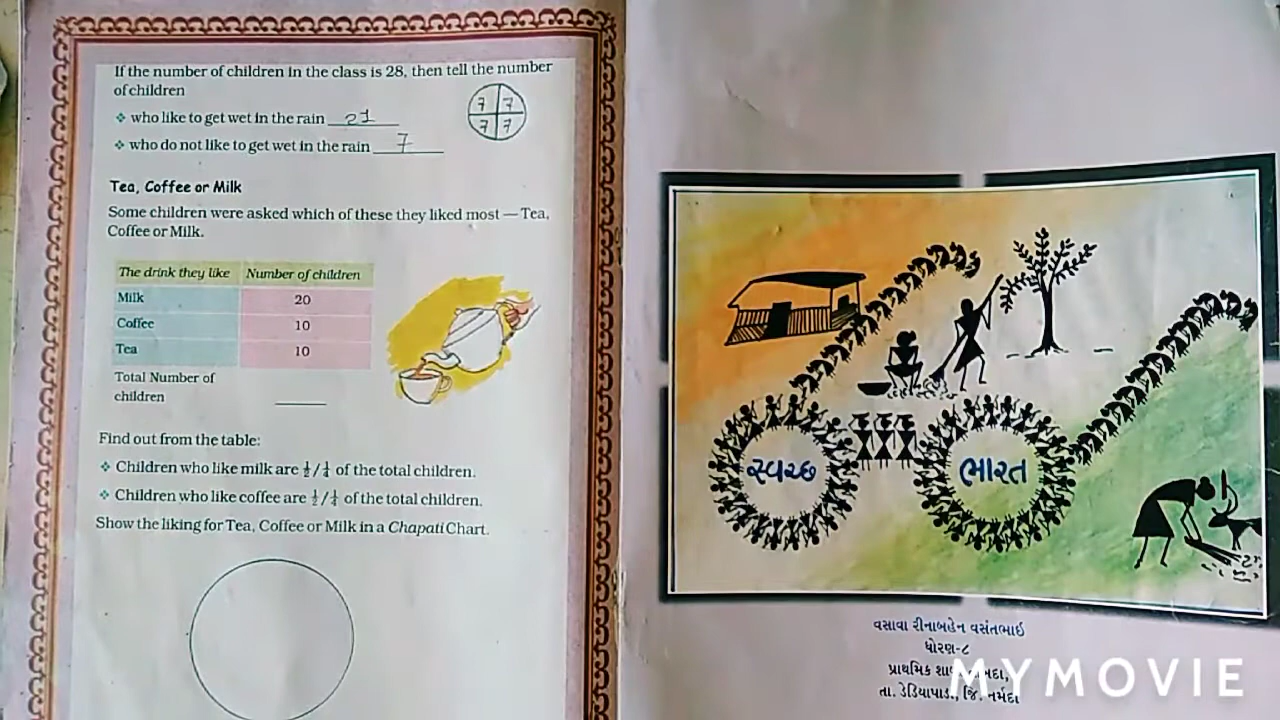 If the number of children in the class is 28, then tell the number
of children
❖ who like to get wet in the rain 21
❖ who do not like to get wet in the rain 7
7 7
7 7
Tea, Coffee or Milk
Some children were asked which of these they liked most — Tea,
Coffee or Milk.
The drink they like Number of children
Milk 20
Coffee 10
Tea 10
Total Number of
children ____
Find out from the table:
❖ Children who like milk are ½/¼ of the total children.
❖ Children who like coffee are ½/¼ of the total children.
Show the liking for Tea, Coffee or Milk in a Chapati Chart.
સ્વચ્છ ભારત
વસાવા રીનાબહેન વસંતભાઇ
ધોરણ-૮
પ્રાથમિક
તા. ડેડિયાપાડા, જિ. નર્મદા
MYMOVIE